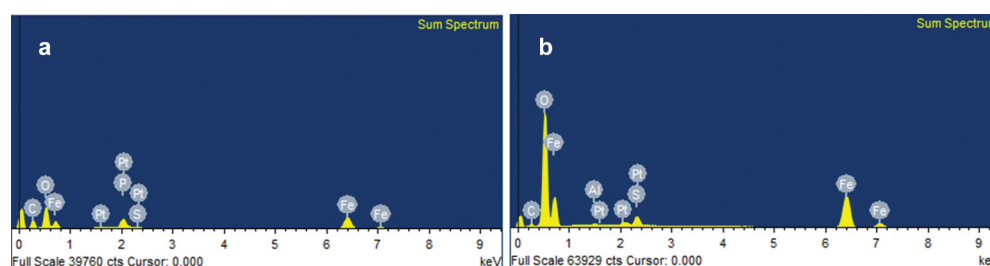 Sum Spectrum
a
Pt
O P Pt
C Fe Pt S Fe Fe
0 1 2 3 4 5 6 7 8 9
Full Scale 39760 cts Cursor: 0.000 keV
Sum Spectrum
b
O
Fe Pt
Al S Fe
C Pt Pt Fe
0 1 2 3 4 5 6 7 8 9
Full Scale 63929 cts Cursor: 0.000 ke